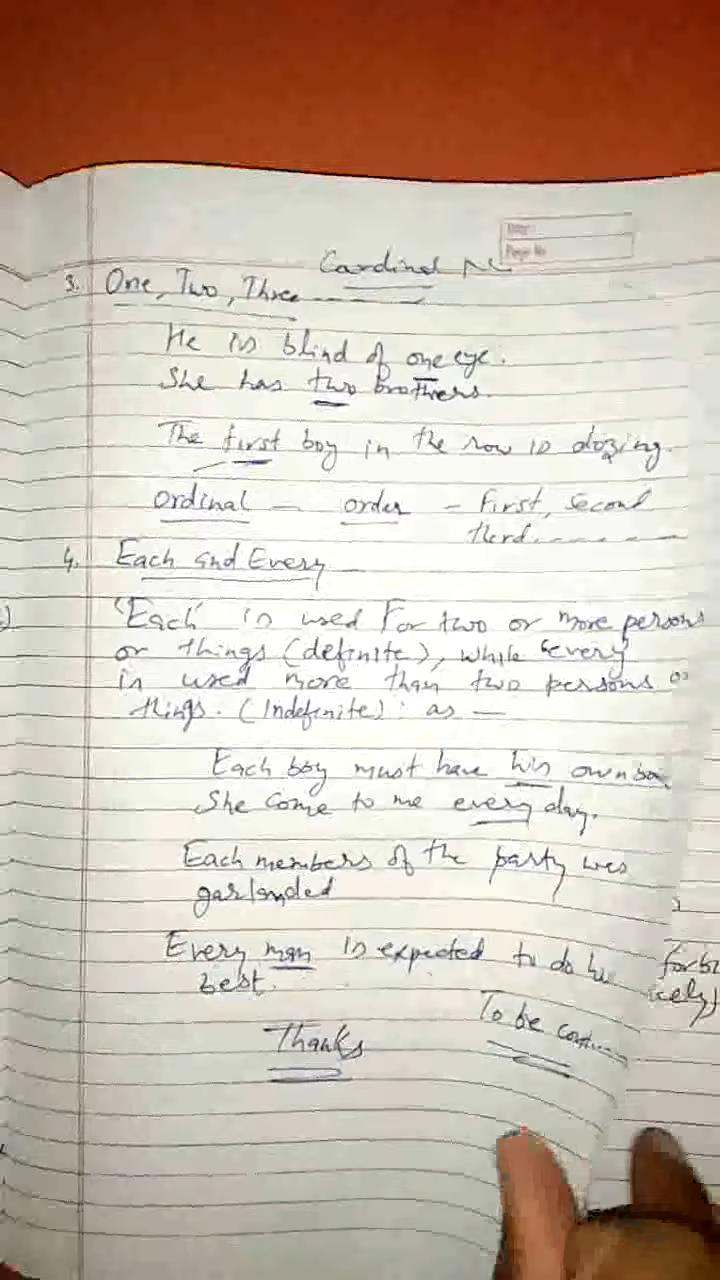 Page No
Cardinal
3. One, Two, Three ------
He is blind of one eye.
She has two brothers.
The first boy in the row is dozing.
Ordinal - order - first, second
third. - - - - -
4. Each and Every
'Each' is used for two or more persons
or things (definite), while 'every'
is used more than two persons or
things. (Indefinite) : as —
Each boy must have his own
She come to me every day.
Each members of the party was
garlanded
Every man is expected to do
best.
To be cont....
Thanks